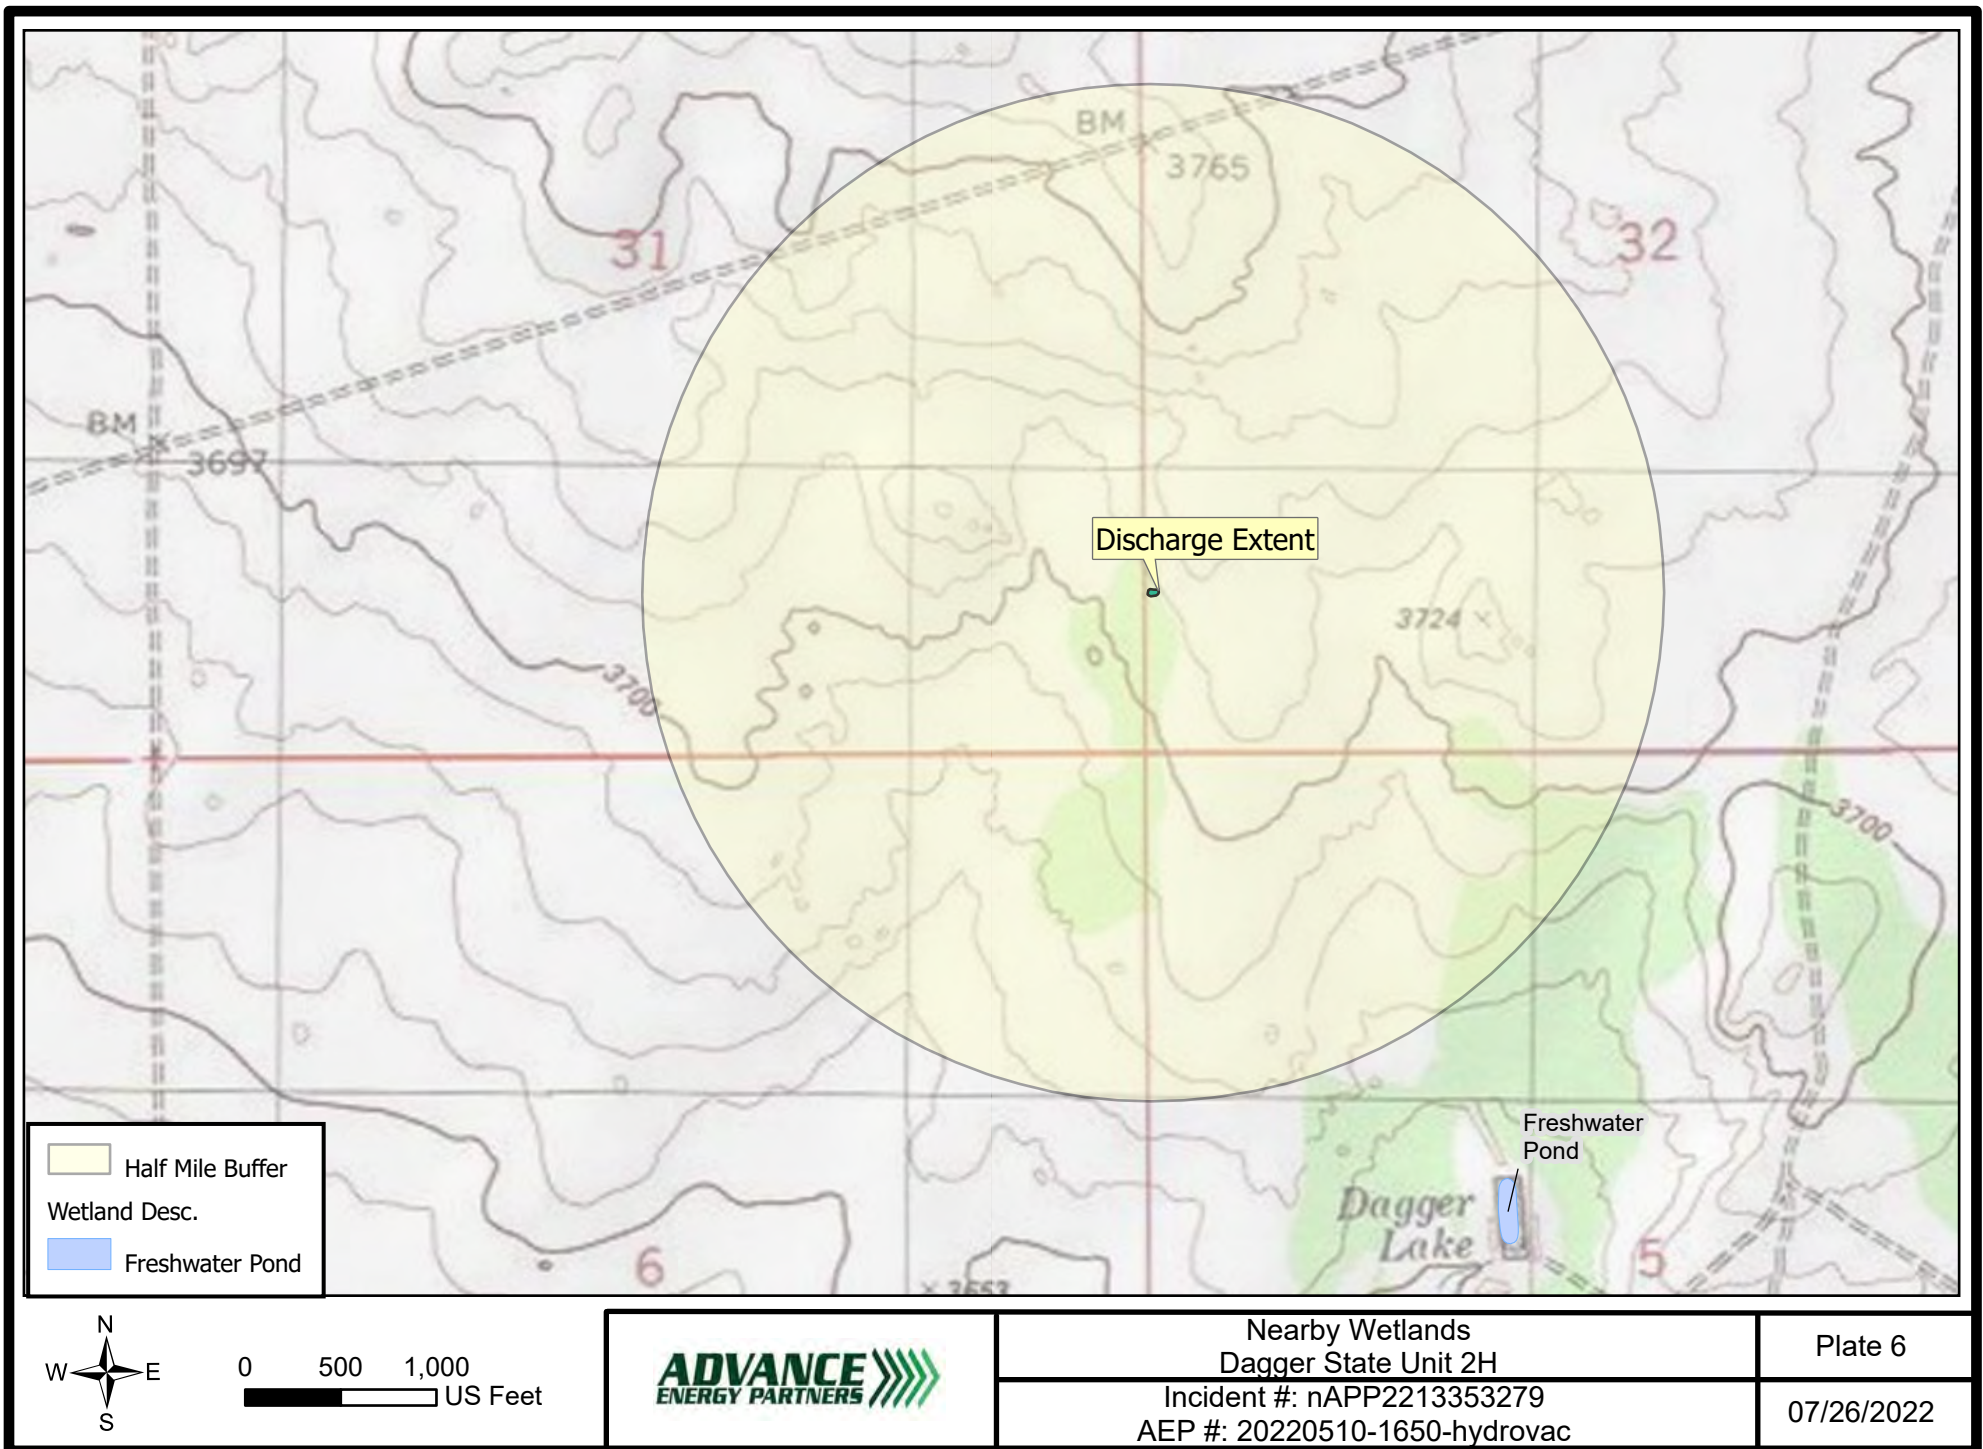 BM
3765
31
32
BM
3697
Discharge Extent
3724
3700
3700
Freshwater
Pond
Dagger
Lake
6
5
3653
Half Mile Buffer
Wetland Desc.
Freshwater Pond
N
W
E
S
0 500 1,000
US Feet
ADVANCE
ENERGY PARTNERS
Nearby Wetlands
Dagger State Unit 2H
Incident #: nAPP2213353279
AEP #: 20220510-1650-hydrovac
Plate 6
07/26/2022